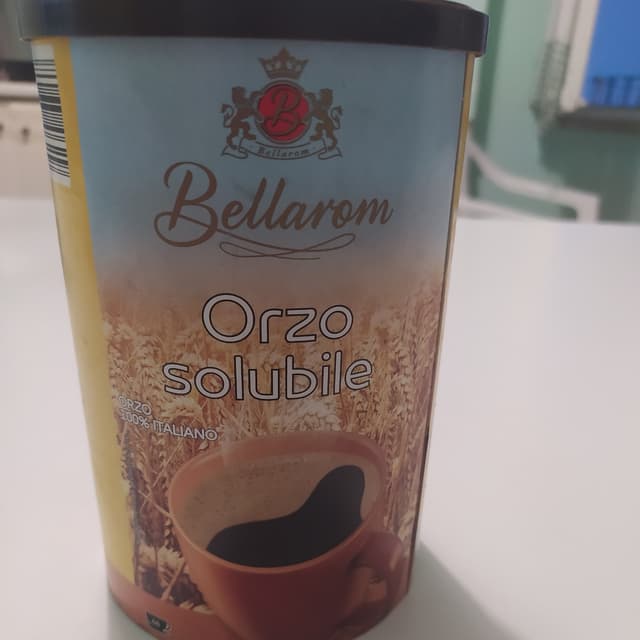 B
Bellarom
Bellarom
Orzo
solubile
ORZO
100% ITALIANO